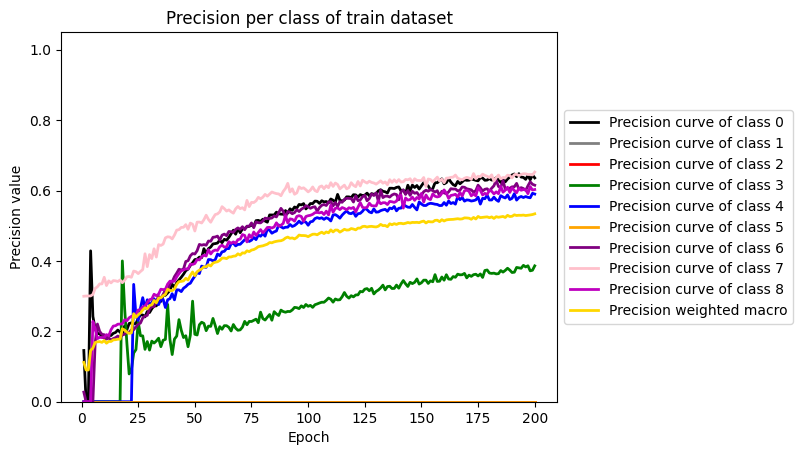 Precision per class of train dataset
Precision value
1.0
0.8
0.6
0.4
0.2
0.0
0
25
50
75
100
125
150
175
200
Epoch
Precision curve of class 0
Precision curve of class 1
Precision curve of class 2
Precision curve of class 3
Precision curve of class 4
Precision curve of class 5
Precision curve of class 6
Precision curve of class 7
Precision curve of class 8
Precision weighted macro